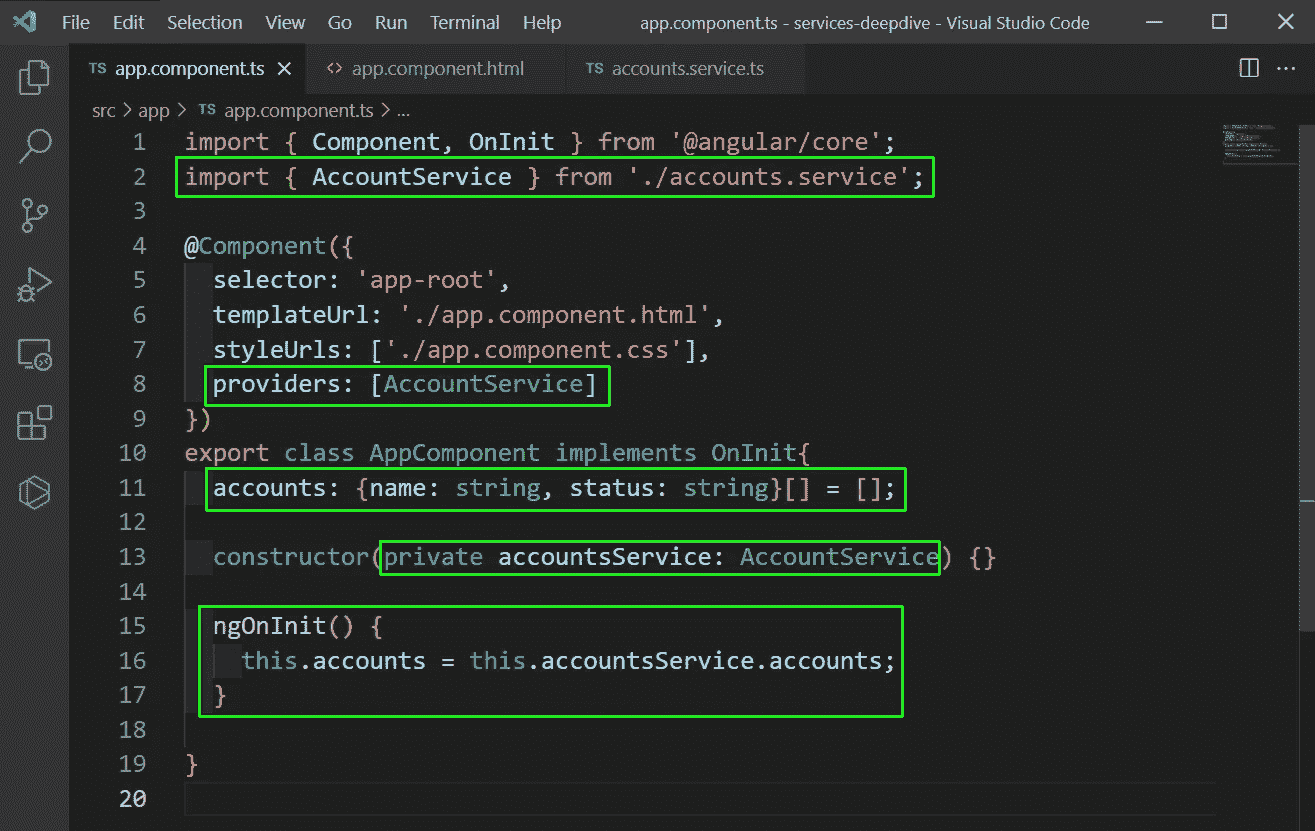 File Edit Selection View Go Run Terminal Help app.component.ts - services-deepdive - Visual Studio Code
TS app.component.ts <> app.component.html TS accounts.service.ts
src > app > TS app.component.ts > ...
1 import { Component, OnInit } from '@angular/core';
2 import { AccountService } from './accounts.service';
3
4 @Component({
5   selector: 'app-root',
6   templateUrl: './app.component.html',
7   styleUrls: ['./app.component.css'],
8   providers: [AccountService]
9 })
10 export class AppComponent implements OnInit{
11   accounts: {name: string, status: string}[] = [];
12
13   constructor(private accountsService: AccountService) {}
14
15   ngOnInit() {
16     this.accounts = this.accountsService.accounts;
17   }
18
19 }
20